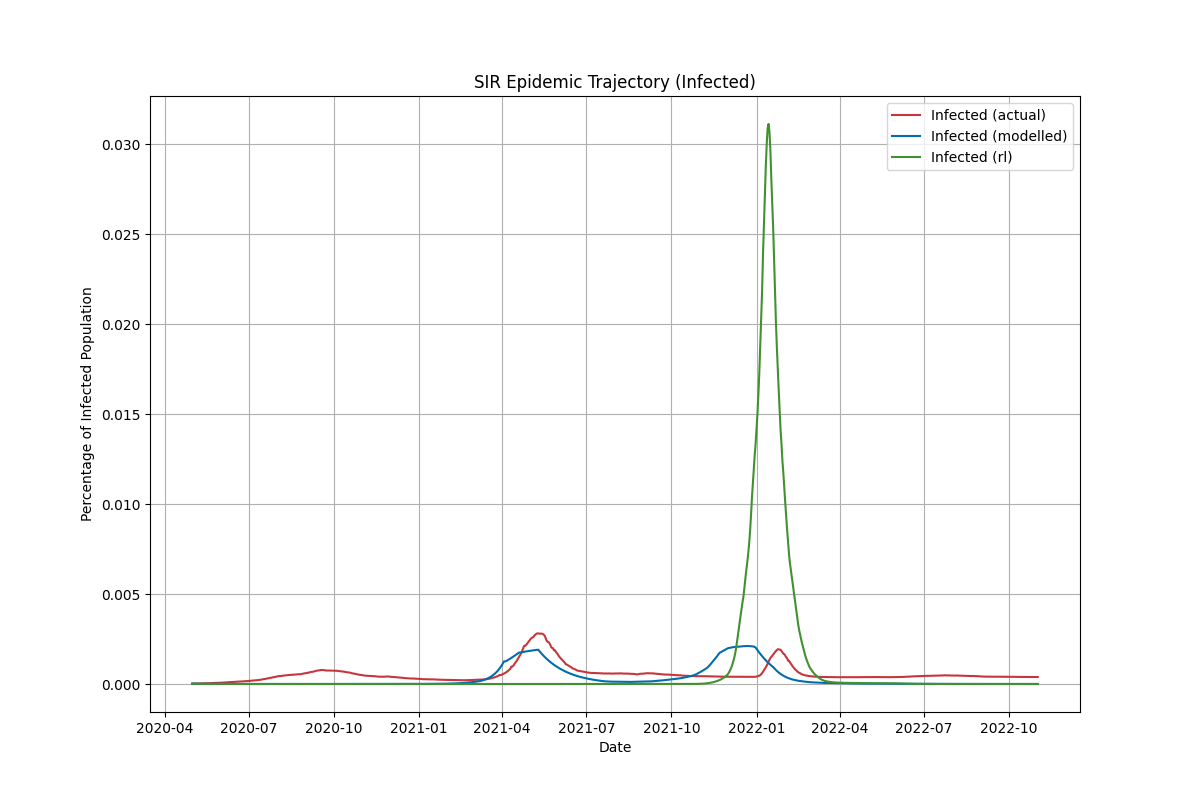 SIR Epidemic Trajectory (Infected)
Infected (actual)
Infected (modelled)
Infected (rl)
Percentage of Infected Population
0.030
0.025
0.020
0.015
0.010
0.005
0.000
2020-04 2020-07 2020-10 2021-01 2021-04 2021-07 2021-10 2022-01 2022-04 2022-07 2022-10
Date